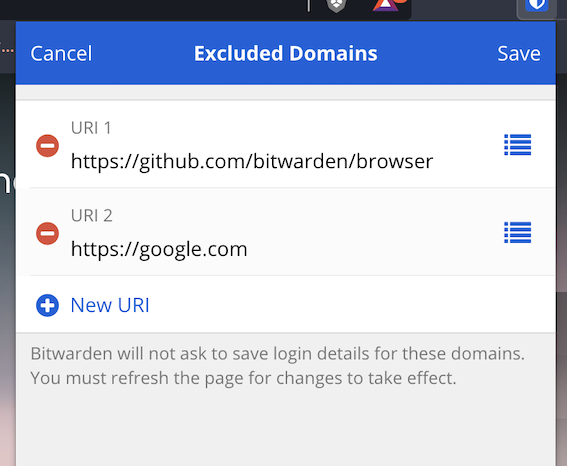 Cancel Excluded Domains Save
URI 1
https://github.com/bitwarden/browser
URI 2
https://google.com
New URI
Bitwarden will not ask to save login details for these domains.
You must refresh the page for changes to take effect.